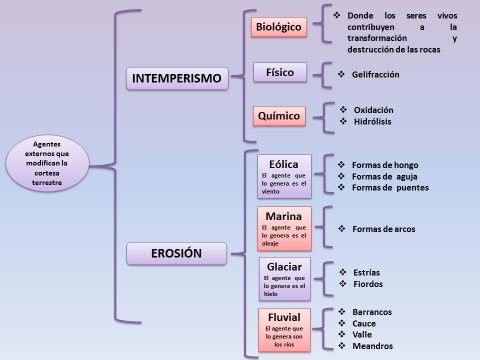 Agentes
externos que
modifican la
corteza
terrestre
INTEMPERISMO
Biológico
❖ Donde los seres vivos
contribuyen a la
transformación y
destrucción de las rocas
Físico
❖ Gelifracción
Químico
❖ Oxidación
❖ Hidrólisis
EROSIÓN
Eólica
El agente que
lo genera es el
viento
❖ Formas de hongo
❖ Formas de aguja
❖ Formas de puentes
Marina
El agente que
lo genera es el
oleaje
❖ Formas de arcos
Glaciar
El agente que
lo genera es el
hielo
❖ Estrías
❖ Fiordos
Fluvial
El agente que
lo genera son
los ríos
❖ Barrancos
❖ Cauce
❖ Valle
❖ Meandros